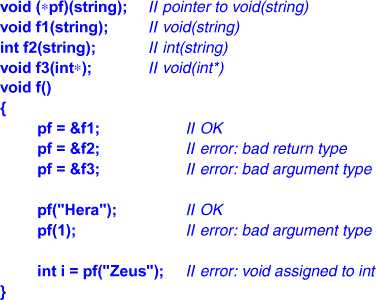 void (*pf)(string); // pointer to void(string)
void f1(string); // void(string)
int f2(string); // int(string)
void f3(int*); // void(int*)
void f()
{
pf = &f1; // OK
pf = &f2; // error: bad return type
pf = &f3; // error: bad argument type
pf("Hera"); // OK
pf(1); // error: bad argument type
int i = pf("Zeus"); // error: void assigned to int
}